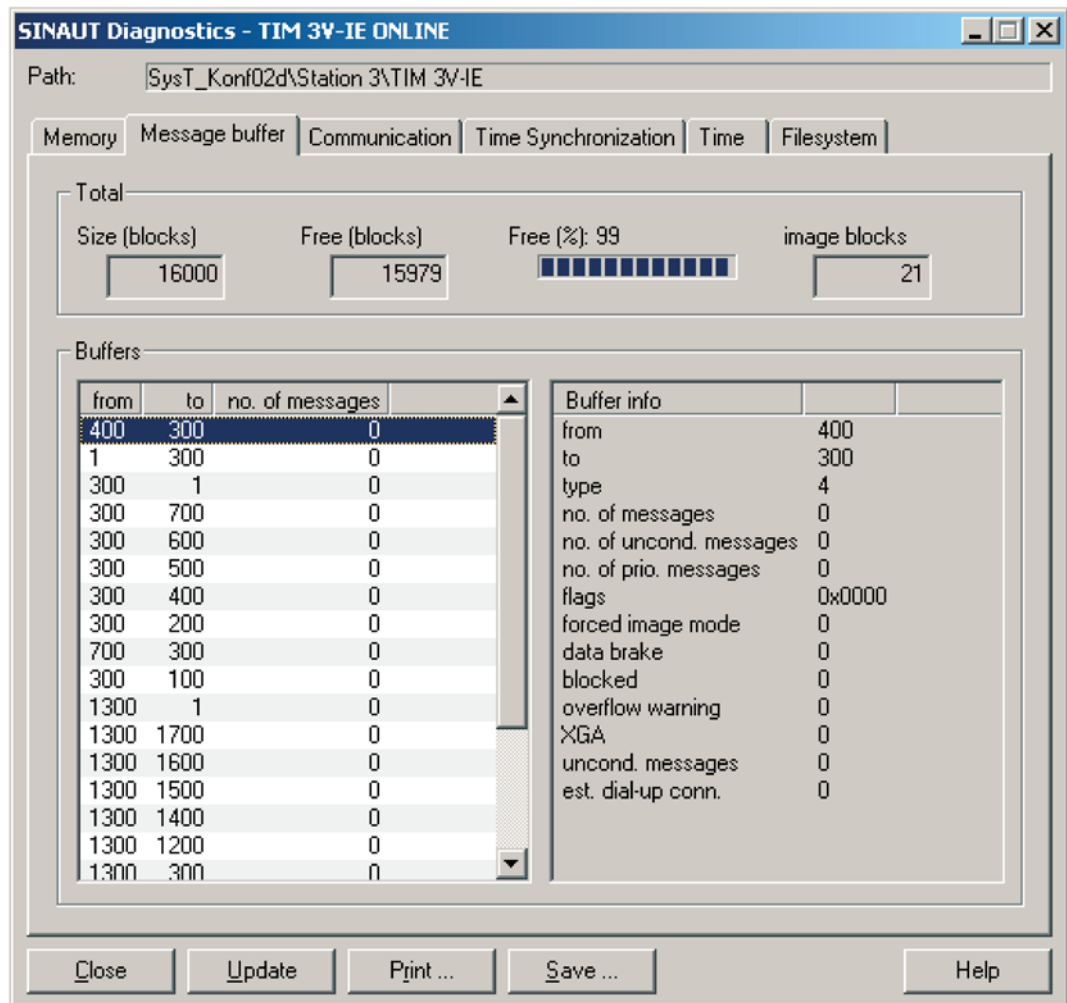 SINAUT Diagnostics - TIM 3V-IE ONLINE
Path: SysT_Konf02d\Station 3\TIM 3V-IE
Memory Message buffer Communication Time Synchronization Time Filesystem
Total
Size (blocks) Free (blocks) Free (%): 99 image blocks
16000 15979 21
Buffers
from to no. of messages
400 300 0
1 300 0
300 1 0
300 700 0
300 600 0
300 500 0
300 400 0
300 200 0
700 300 0
300 100 0
1300 1 0
1300 1700 0
1300 1600 0
1300 1500 0
1300 1400 0
1300 1200 0
1300 300 0
Buffer info
from 400
to 300
type 4
no. of messages 0
no. of uncond. messages 0
no. of prio. messages 0
flags 0x0000
forced image mode 0
data brake 0
blocked 0
overflow warning 0
XGA 0
uncond. messages 0
est. dial-up conn. 0
Close Update Print ... Save ... Help